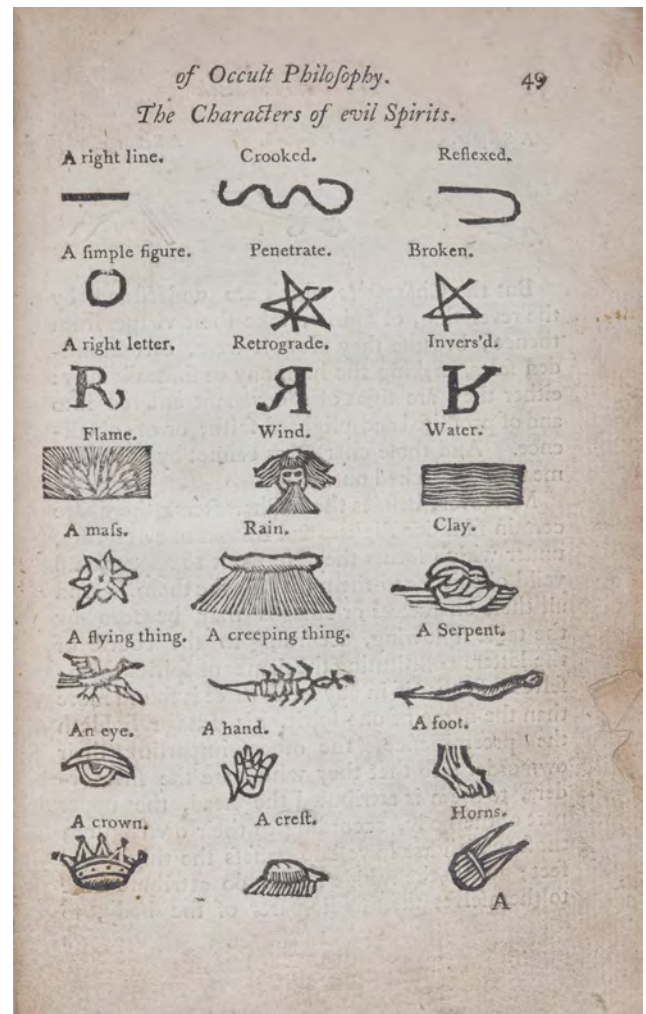 of Occult Philoſophy. 49
The Characters of evil Spirits.
A right line. Crooked. Reflexed.
A ſimple figure. Penetrate. Broken.
A right letter. Retrograde. Invers'd.
R R R
Flame. Wind. Water.
A maſs. Rain. Clay.
A flying thing. A creeping thing. A Serpent.
An eye. A hand. A foot.
A crown. A creſt. Horns.
A